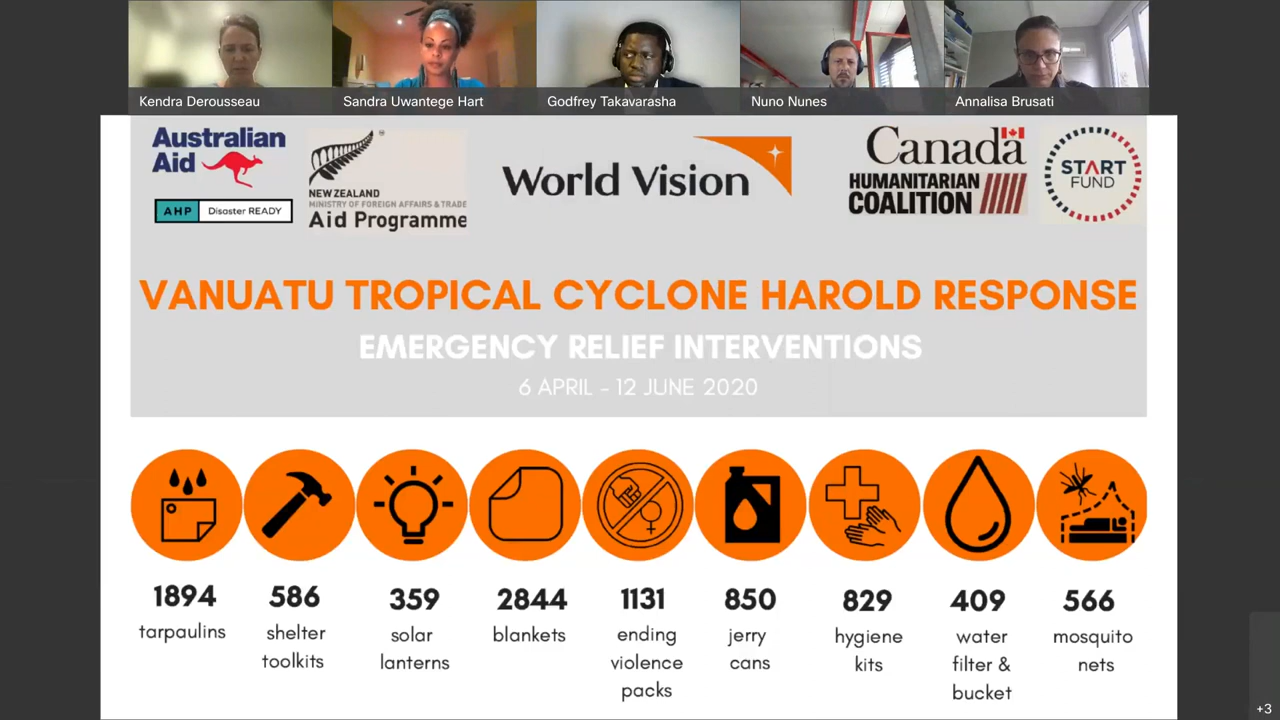 Kendra Derousseau
Sandra Uwantege Hart
Godfrey Takavarasha
Nuno Nunes
Annalisa Brusati
Australian
Aid
AHP Disaster READY
NEW ZEALAND
MINISTRY OF FOREIGN AFFAIRS & TRADE
Aid Programme
World Vision
Canada
HUMANITARIAN
COALITION
START
FUND
VANUATU TROPICAL CYCLONE HAROLD RESPONSE
EMERGENCY RELIEF INTERVENTIONS
6 APRIL - 12 JUNE 2020
1894
tarpaulins
586
shelter
toolkits
359
solar
lanterns
2844
blankets
1131
ending
violence
packs
850
jerry
cans
829
hygiene
kits
409
water
filter &
bucket
566
mosquito
nets
+3